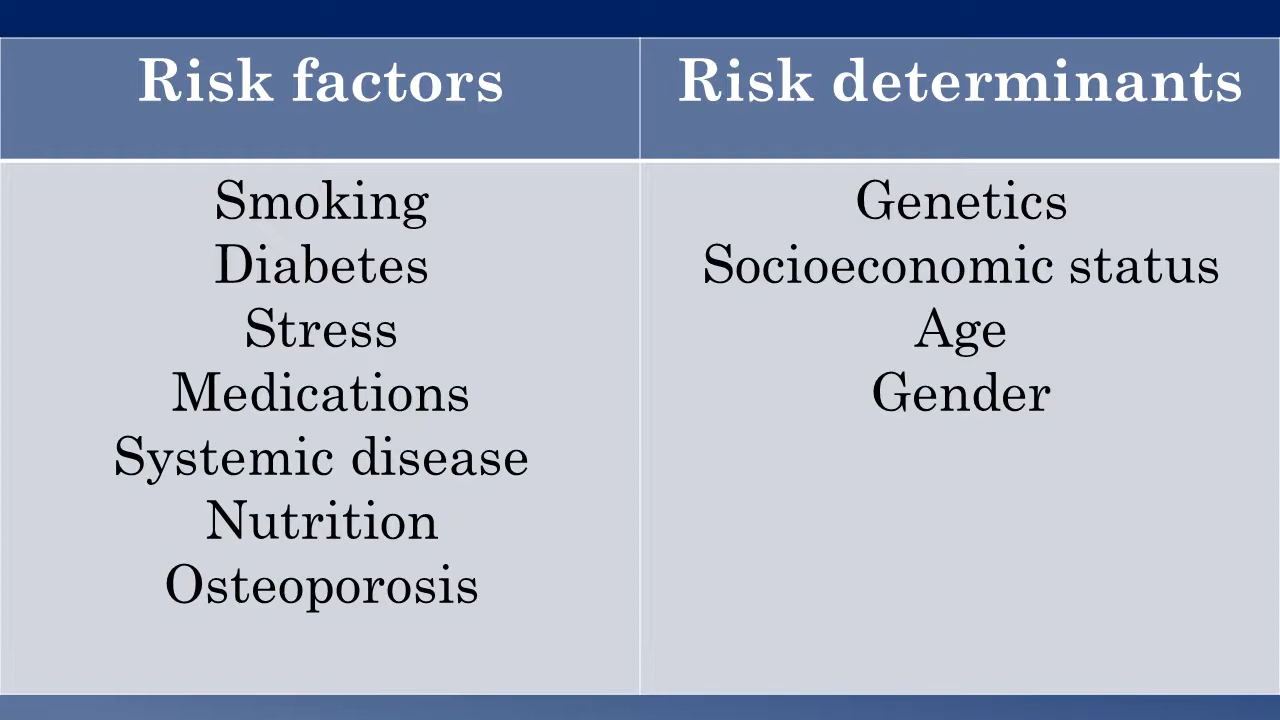 Risk factors
Risk determinants
Smoking
Diabetes
Stress
Medications
Systemic disease
Nutrition
Osteoporosis
Genetics
Socioeconomic status
Age
Gender